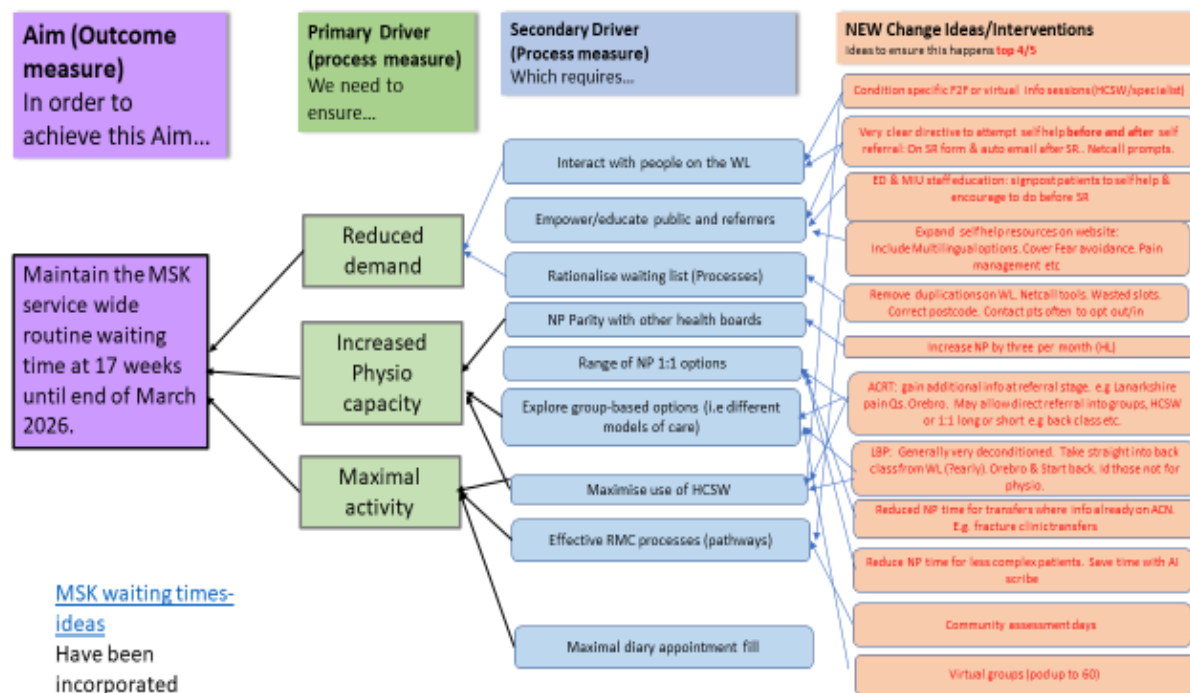 Aim (Outcome
measure)
In order to
achieve this Aim...
Primary Driver
(process measure)
We need to
ensure...
Secondary Driver
(Process measure)
Which requires...
NEW Change Ideas/Interventions
Ideas to ensure this happens top 4/5
Maintain the MSK
service wide
routine waiting
time at 17 weeks
until end of March
2026.
Reduced
demand
Increased
Physio
capacity
Maximal
activity
Interact with people on the WL
Empower/educate public and referrers
Rationalise waiting list (Processes)
NP Parity with other health boards
Range of NP 1:1 options
Explore group-based options (i.e different
models of care)
Maximise use of HCSW
Effective RMC processes (pathways)
Maximal diary appointment fill
Condition specific F2F or virtual info sessions (HCSW/specialist)
Very clear directive to attempt self help before and after self
referral: On SR form & auto email after SR.. Netcall prompts.
ED & MIU staff education: signpost patients to self help &
encourage to do before SR
Expand self help resources on website:
Include Multilingual options. Cover Fear avoidance. Pain
management etc
Remove duplications on WL. Netcall tools. Wasted slots.
Correct postcode. Contact pts often to opt out/in
Increase NP by three per month (HL)
ACRT: gain additional info at referral stage. e.g Lanarkshire
pain Qs. Orebro. May allow direct referral into groups, HCSW
or 1:1 long or short e.g back class etc.
LBP: Generally very deconditioned. Take straight into back
class from WL (?early). Orebro & Start back. Id those not for
physio.
Reduced NP time for transfers where info already on ACN.
E.g. fracture clinic transfers
Reduce NP time for less complex patients. Save time with AI
scribe
Community assessment days
Virtual groups (pod up to 60)
MSK waiting times-
ideas
Have been
incorporated